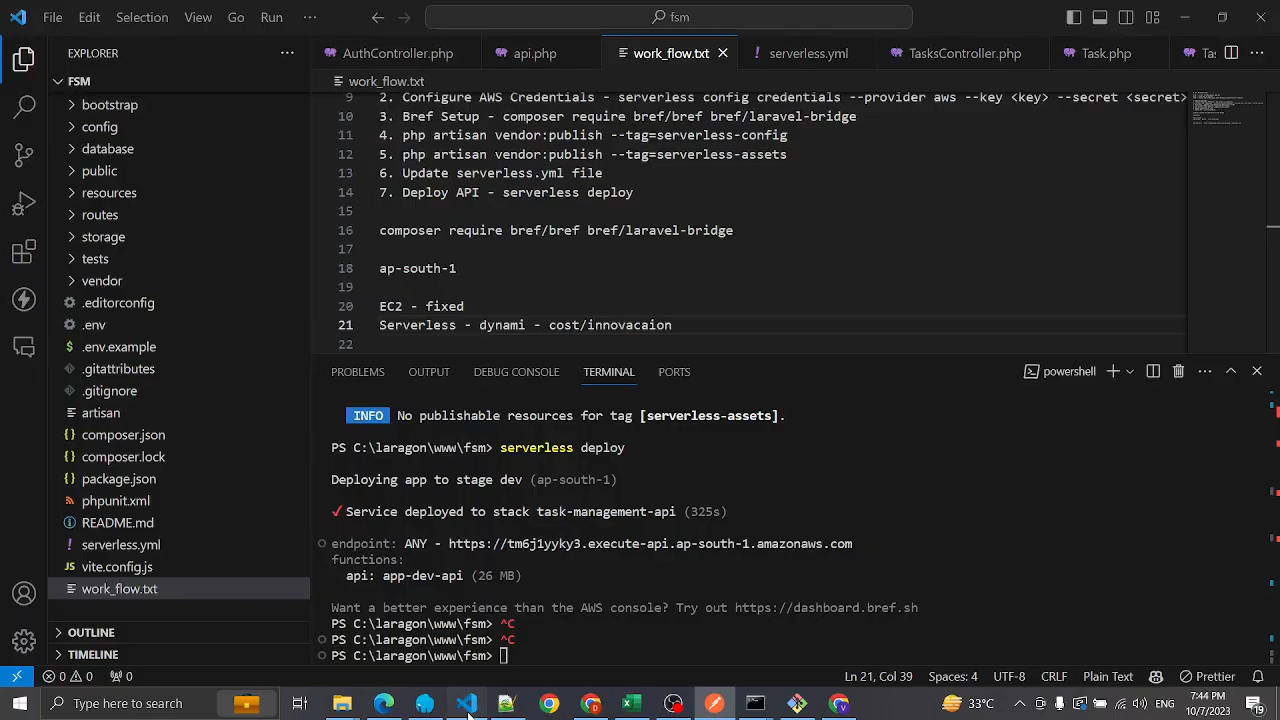 File Edit Selection View Go Run ··· fsm
EXPLORER AuthController.php api.php work_flow.txt serverless.yml TasksController.php Task.php Ta
FSM work_flow.txt
bootstrap
config
database
public
resources
routes
storage
tests
vendor
.editorconfig
.env
.env.example
.gitattributes
.gitignore
artisan
composer.json
composer.lock
package.json
phpunit.xml
README.md
serverless.yml
vite.config.js
work_flow.txt
OUTLINE
TIMELINE
9 2. Configure AWS Credentials - serverless config credentials --provider aws --key <key> --secret <secret>
10 3. Bref Setup - composer require bref/bref bref/laravel-bridge
11 4. php artisan vendor:publish --tag=serverless-config
12 5. php artisan vendor:publish --tag=serverless-assets
13 6. Update serverless.yml file
14 7. Deploy API - serverless deploy
15
16 composer require bref/bref bref/laravel-bridge
17
18 ap-south-1
19
20 EC2 - fixed
21 Serverless - dynami - cost/innovacaion
22
PROBLEMS OUTPUT DEBUG CONSOLE TERMINAL PORTS powershell
INFO No publishable resources for tag [serverless-assets].
PS C:\laragon\www\fsm> serverless deploy
Deploying app to stage dev (ap-south-1)
✓Service deployed to stack task-management-api (325s)
endpoint: ANY - https://tm6j1yyky3.execute-api.ap-south-1.amazonaws.com
functions:
api: app-dev-api (26 MB)
Want a better experience than the AWS console? Try out https://dashboard.bref.sh
PS C:\laragon\www\fsm> ^C
PS C:\laragon\www\fsm> ^C
PS C:\laragon\www\fsm>
0 0 0 Ln 21, Col 39 Spaces: 4 UTF-8 CRLF Plain Text Prettier
Type here to search 33°C 7:44 PM
10/7/2023